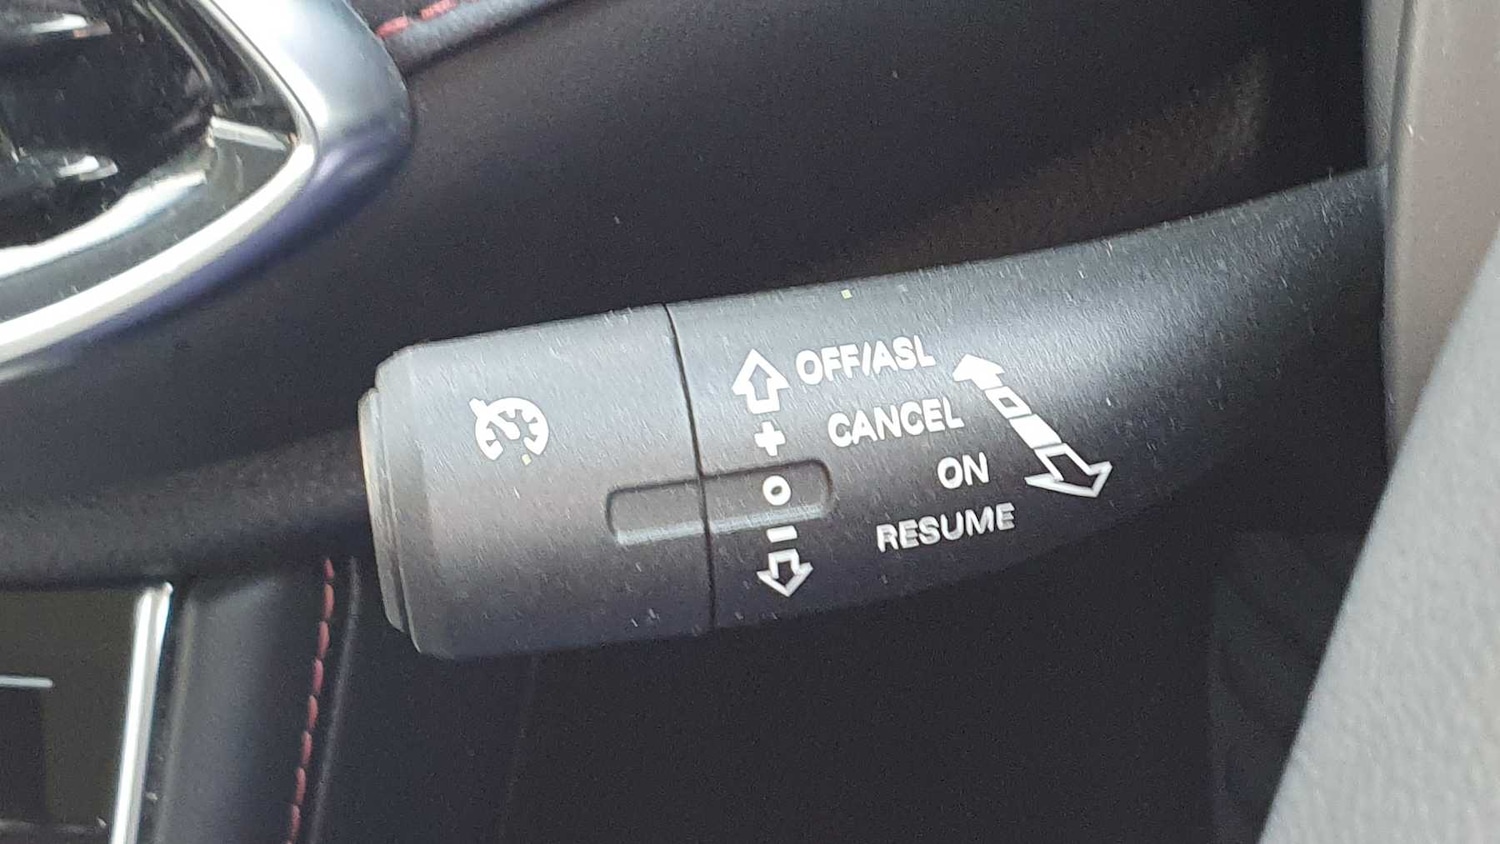 OFF/ASL
+ CANCEL
O ON
- RESUME